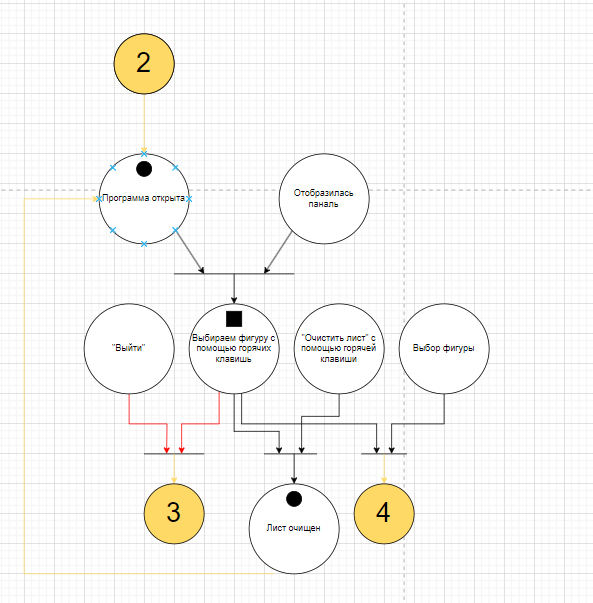 2
Программа открыта
Отобразилась
паналь
"Выйти"
Выбираем фигуру с
помощью горячих
клавишь
"Очистить лист" с
помощью горячей
клавиши
Выбор фигуры
3
Лист очищен
4